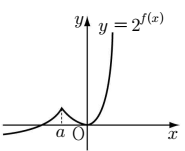 y
y = 2^{f(x)}
a
O
x